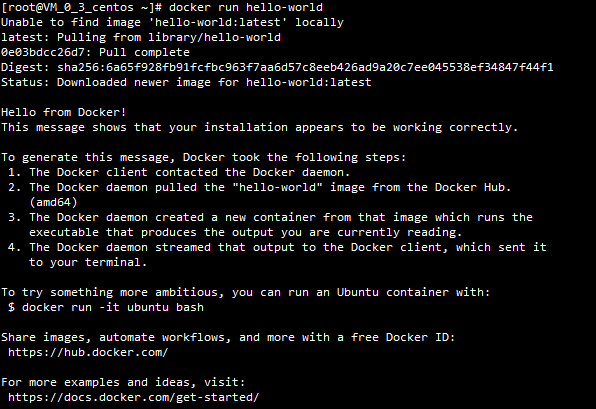 [root@VM_0_3_centos ~]# docker run hello-world
Unable to find image 'hello-world:latest' locally
latest: Pulling from library/hello-world
0e03bdcc26d7: Pull complete
Digest: sha256:6a65f928fb91fcfbc963f7aa6d57c8eeb426ad9a20c7ee045538ef34847f44f1
Status: Downloaded newer image for hello-world:latest

Hello from Docker!
This message shows that your installation appears to be working correctly.

To generate this message, Docker took the following steps:
 1. The Docker client contacted the Docker daemon.
 2. The Docker daemon pulled the "hello-world" image from the Docker Hub.
    (amd64)
 3. The Docker daemon created a new container from that image which runs the
    executable that produces the output you are currently reading.
 4. The Docker daemon streamed that output to the Docker client, which sent it
    to your terminal.

To try something more ambitious, you can run an Ubuntu container with:
 $ docker run -it ubuntu bash

Share images, automate workflows, and more with a free Docker ID:
 https://hub.docker.com/

For more examples and ideas, visit:
 https://docs.docker.com/get-started/